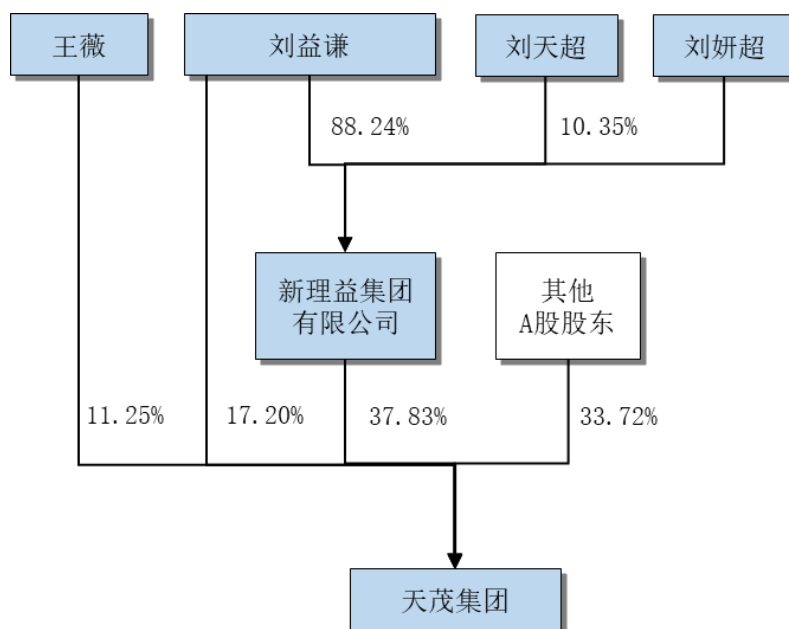 王薇
刘益谦
刘天超
刘妍超
88.24%
10.35%
新理益集团
有限公司
其他
A股股东
11.25%
17.20%
37.83%
33.72%
天茂集团